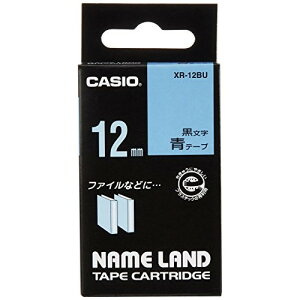 CASIO
XR-12BU
12mm
黒文字
青テープ
ファイルなどに…
NAME LAND
TAPE CARTRIDGE